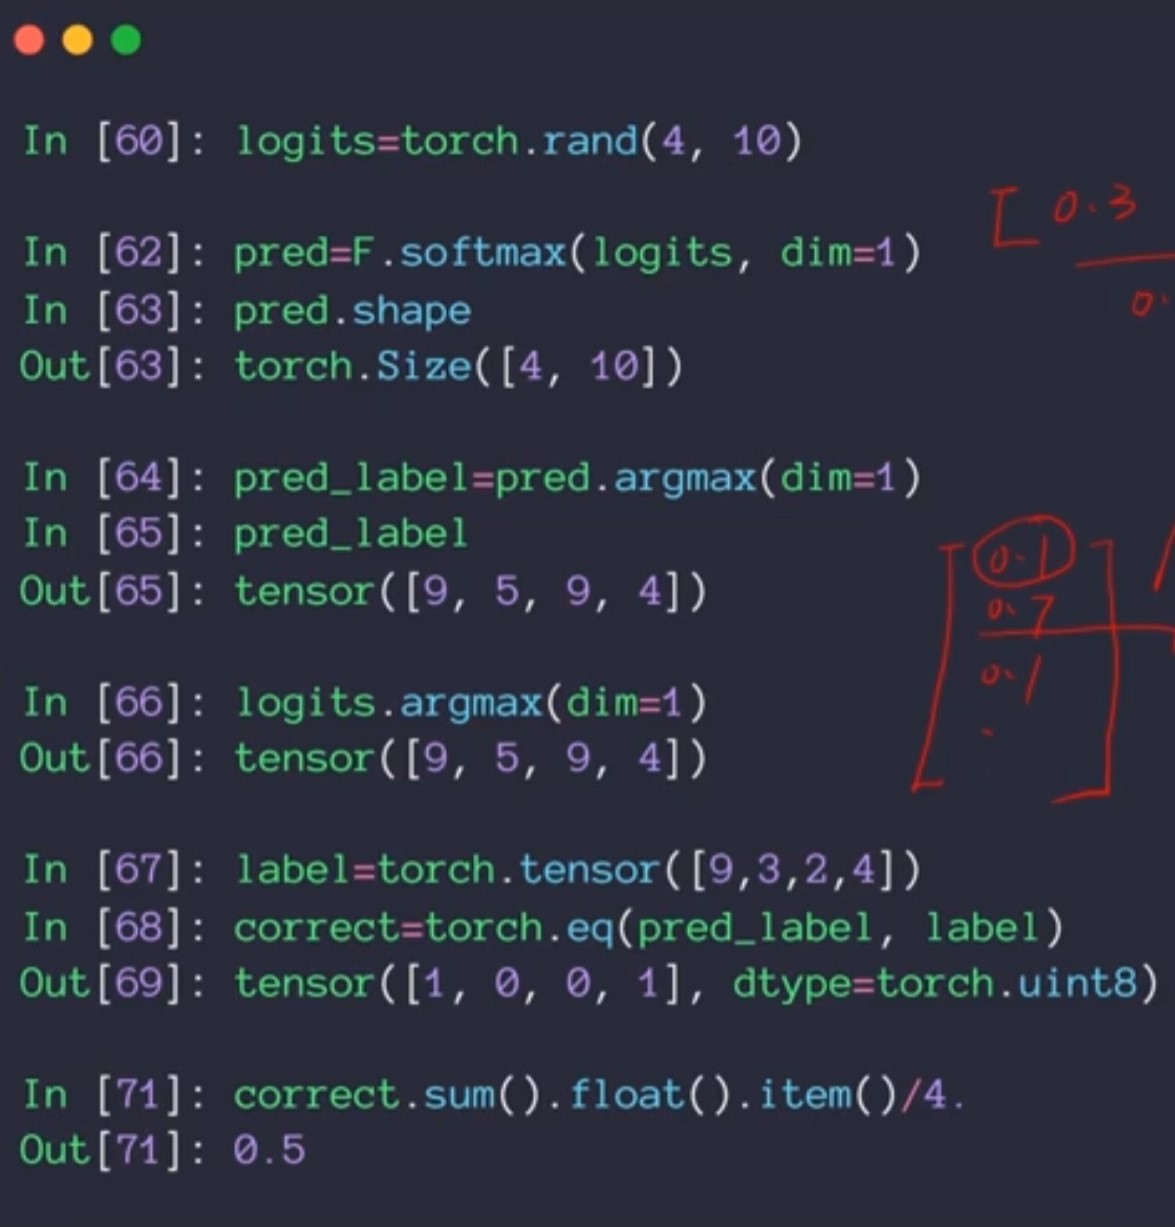 In [60]: logits=torch.rand(4, 10)
[ 0.3
In [62]: pred=F.softmax(logits, dim=1)
In [63]: pred.shape
0.
Out[63]: torch.Size([4, 10])
In [64]: pred_label=pred.argmax(dim=1)
In [65]: pred_label
0.1
Out[65]: tensor([9, 5, 9, 4])
0.7
0.1
In [66]: logits.argmax(dim=1)
Out[66]: tensor([9, 5, 9, 4])
In [67]: label=torch.tensor([9,3,2,4])
In [68]: correct=torch.eq(pred_label, label)
Out[69]: tensor([1, 0, 0, 1], dtype=torch.uint8)
In [71]: correct.sum().float().item()/4.
Out[71]: 0.5